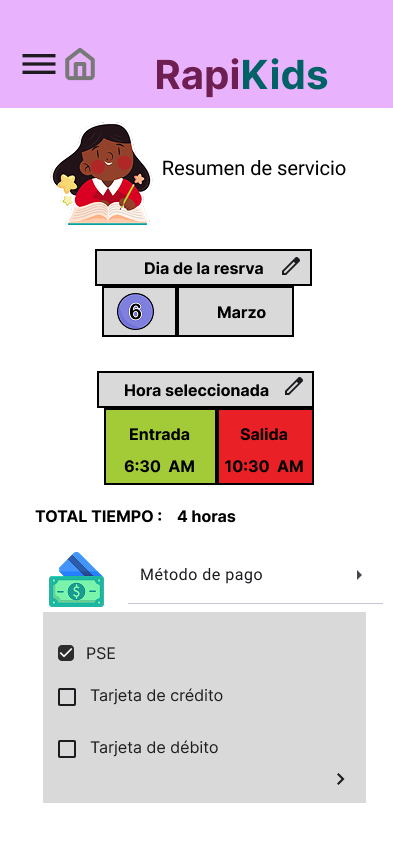 RapiKids
Resumen de servicio
Dia de la resrva
6 Marzo
Hora seleccionada
Entrada Salida
6:30 AM 10:30 AM
TOTAL TIEMPO : 4 horas
Método de pago
PSE
Tarjeta de crédito
Tarjeta de débito